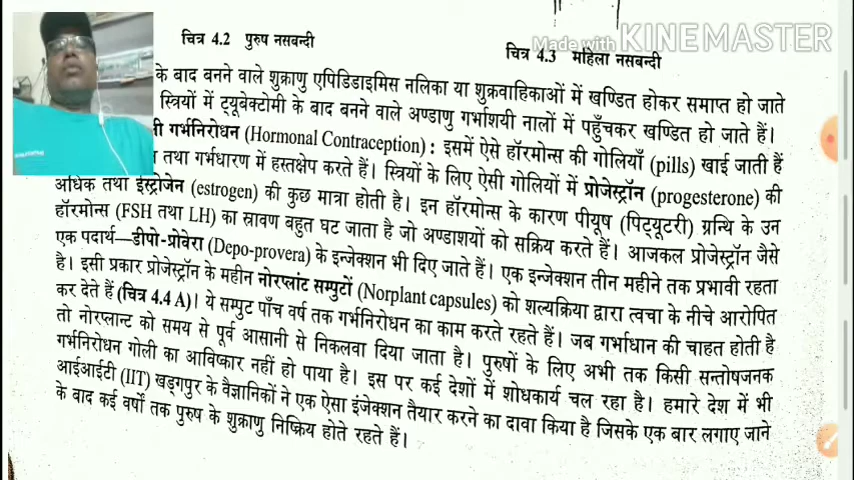 चित्र 4.2 पुरुष नसबन्दी
चित्र 4.3 महिला नसबन्दी
Made with KINEMASTER
के बाद बनने वाले शुक्राणु एपिडिडाइमिस नलिका या शुक्रवाहिकाओं में खण्डित होकर समाप्त हो जाते
स्त्रियों में ट्यूबेक्टोमी के बाद बनने वाले अण्डाणु गर्भाशयी नालों में पहुँचकर खण्डित हो जाते हैं।
गर्भनिरोधन (Hormonal Contraception) : इसमें ऐसे हॉरमोन्स की गोलियाँ (pills) खाई जाती हैं
तथा गर्भधारण में हस्तक्षेप करते हैं। स्त्रियों के लिए ऐसी गोलियों में प्रोजेस्ट्रॉन (progesterone) की
अधिक तथा ईस्ट्रोजेन (estrogen) की कुछ मात्रा होती है। इन हॉरमोन्स के कारण पीयूष (पिट्यूटरी) ग्रन्थि के उन
हॉरमोन्स (FSH तथा LH) का स्रावण बहुत घट जाता है जो अण्डाशयों को सक्रिय करते हैं। आजकल प्रोजेस्ट्रॉन जैसे
एक पदार्थ—डीपो-प्रोवेरा (Depo-provera) के इन्जेक्शन भी दिए जाते हैं। एक इन्जेक्शन तीन महीने तक प्रभावी रहता
है। इसी प्रकार प्रोजेस्ट्रॉन के महीन नोरप्लांट सम्पुटों (Norplant capsules) को शल्यक्रिया द्वारा त्वचा के नीचे आरोपित
कर देते हैं (चित्र 4.4 A)। ये सम्पुट पाँच वर्ष तक गर्भनिरोधन का काम करते रहते हैं। जब गर्भाधान की चाहत होती है
तो नोरप्लान्ट को समय से पूर्व आसानी से निकलवा दिया जाता है। पुरुषों के लिए अभी तक किसी सन्तोषजनक
गर्भनिरोधन गोली का आविष्कार नहीं हो पाया है। इस पर कई देशों में शोधकार्य चल रहा है। हमारे देश में भी
आईआईटी (IIT) खड़गपुर के वैज्ञानिकों ने एक ऐसा इंजेक्शन तैयार करने का दावा किया है जिसके एक बार लगाए जाने
के बाद कई वर्षों तक पुरुष के शुक्राणु निष्क्रिय होते रहते हैं।